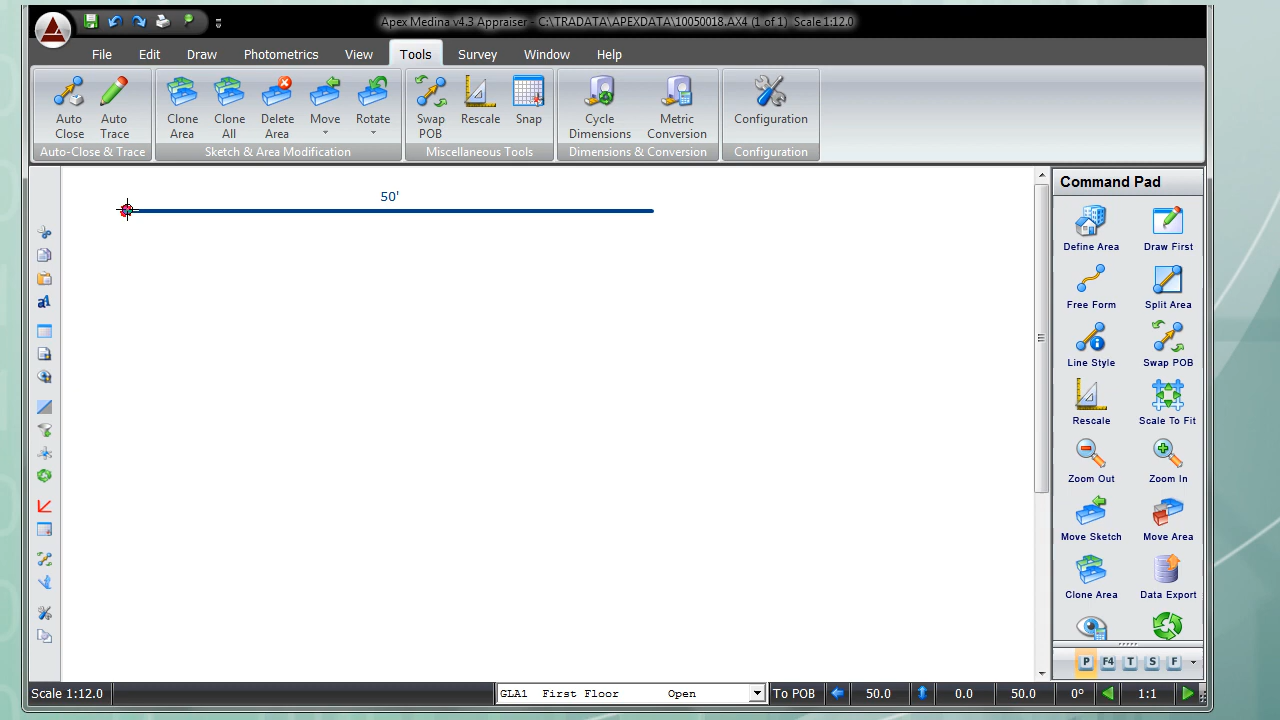 Apex Medina v4.3 Appraiser - C:\TRADATA\APEXDATA\10050018.AX4 (1 of 1) Scale 1:12.0
File Edit Draw Photometrics View Tools Survey Window Help
Auto Close
Auto Trace
Clone Area
Clone All
Delete Area
Move
Rotate
Swap POB
Rescale
Snap
Cycle Dimensions
Metric Conversion
Configuration
Auto-Close & Trace
Sketch & Area Modification
Miscellaneous Tools
Dimensions & Conversion
Configuration
50'
Command Pad
Define Area
Draw First
Free Form
Split Area
Line Style
Swap POB
Rescale
Scale To Fit
Zoom Out
Zoom In
Move Sketch
Move Area
Clone Area
Data Export
P F4 T S F
Scale 1:12.0
GLA1 First Floor Open
To POB 50.0 0.0 50.0 0° 1:1